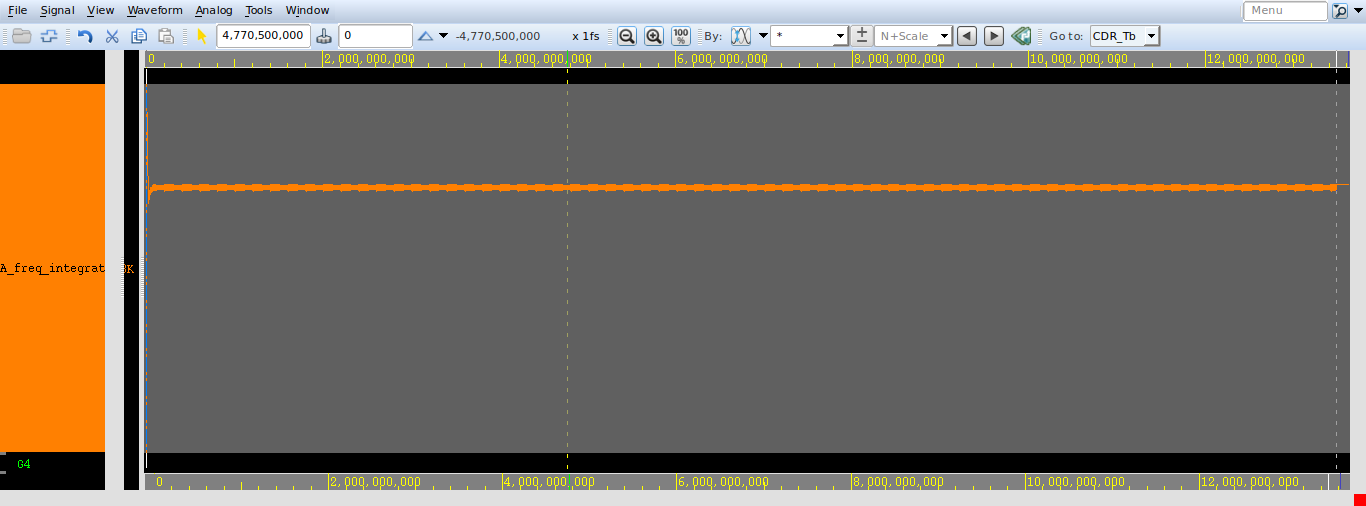 File Signal View Waveform Analog Tools Window Menu
4,770,500,000 0 -4,770,500,000 x 1fs 100% By: * N+Scale Go to: CDR_Tb
0 2,000,000,000 4,000,000,000 6,000,000,000 8,000,000,000 10,000,000,000 12,000,000,000
A_freq_integrat K
G4
0 2,000,000,000 4,000,000,000 6,000,000,000 8,000,000,000 10,000,000,000 12,000,000,000